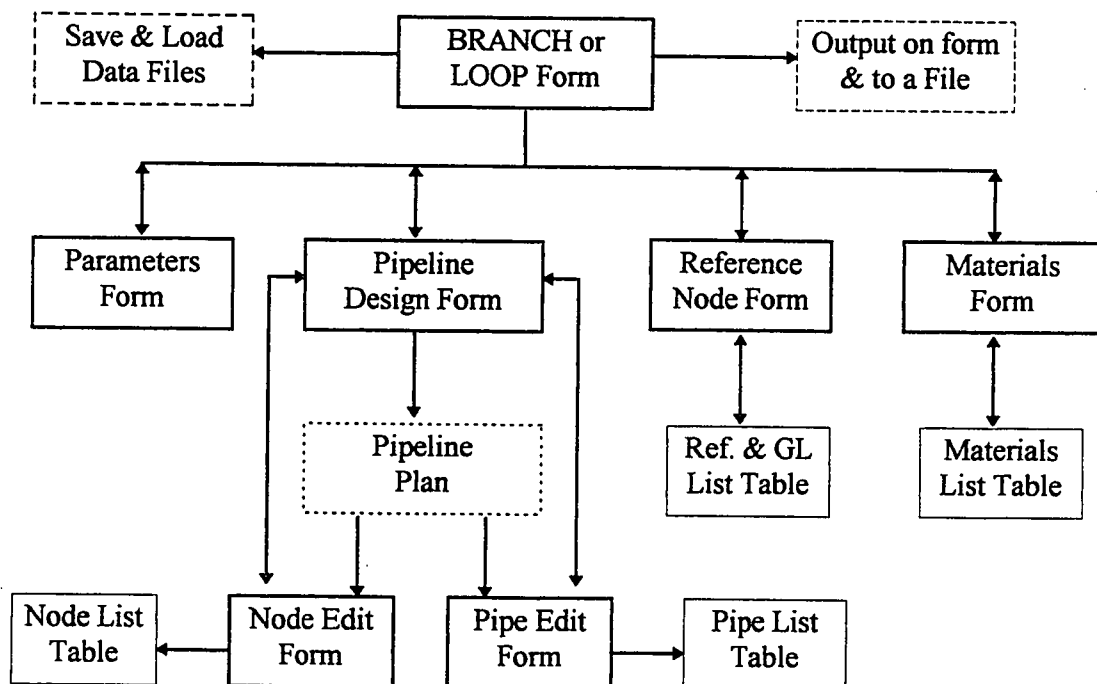 Save & Load
Data Files
BRANCH or
LOOP Form
Output on form
& to a File
Parameters
Form
Pipeline
Design Form
Reference
Node Form
Materials
Form
Pipeline
Plan
Ref. & GL
List Table
Materials
List Table
Node List
Table
Node Edit
Form
Pipe Edit
Form
Pipe List
Table